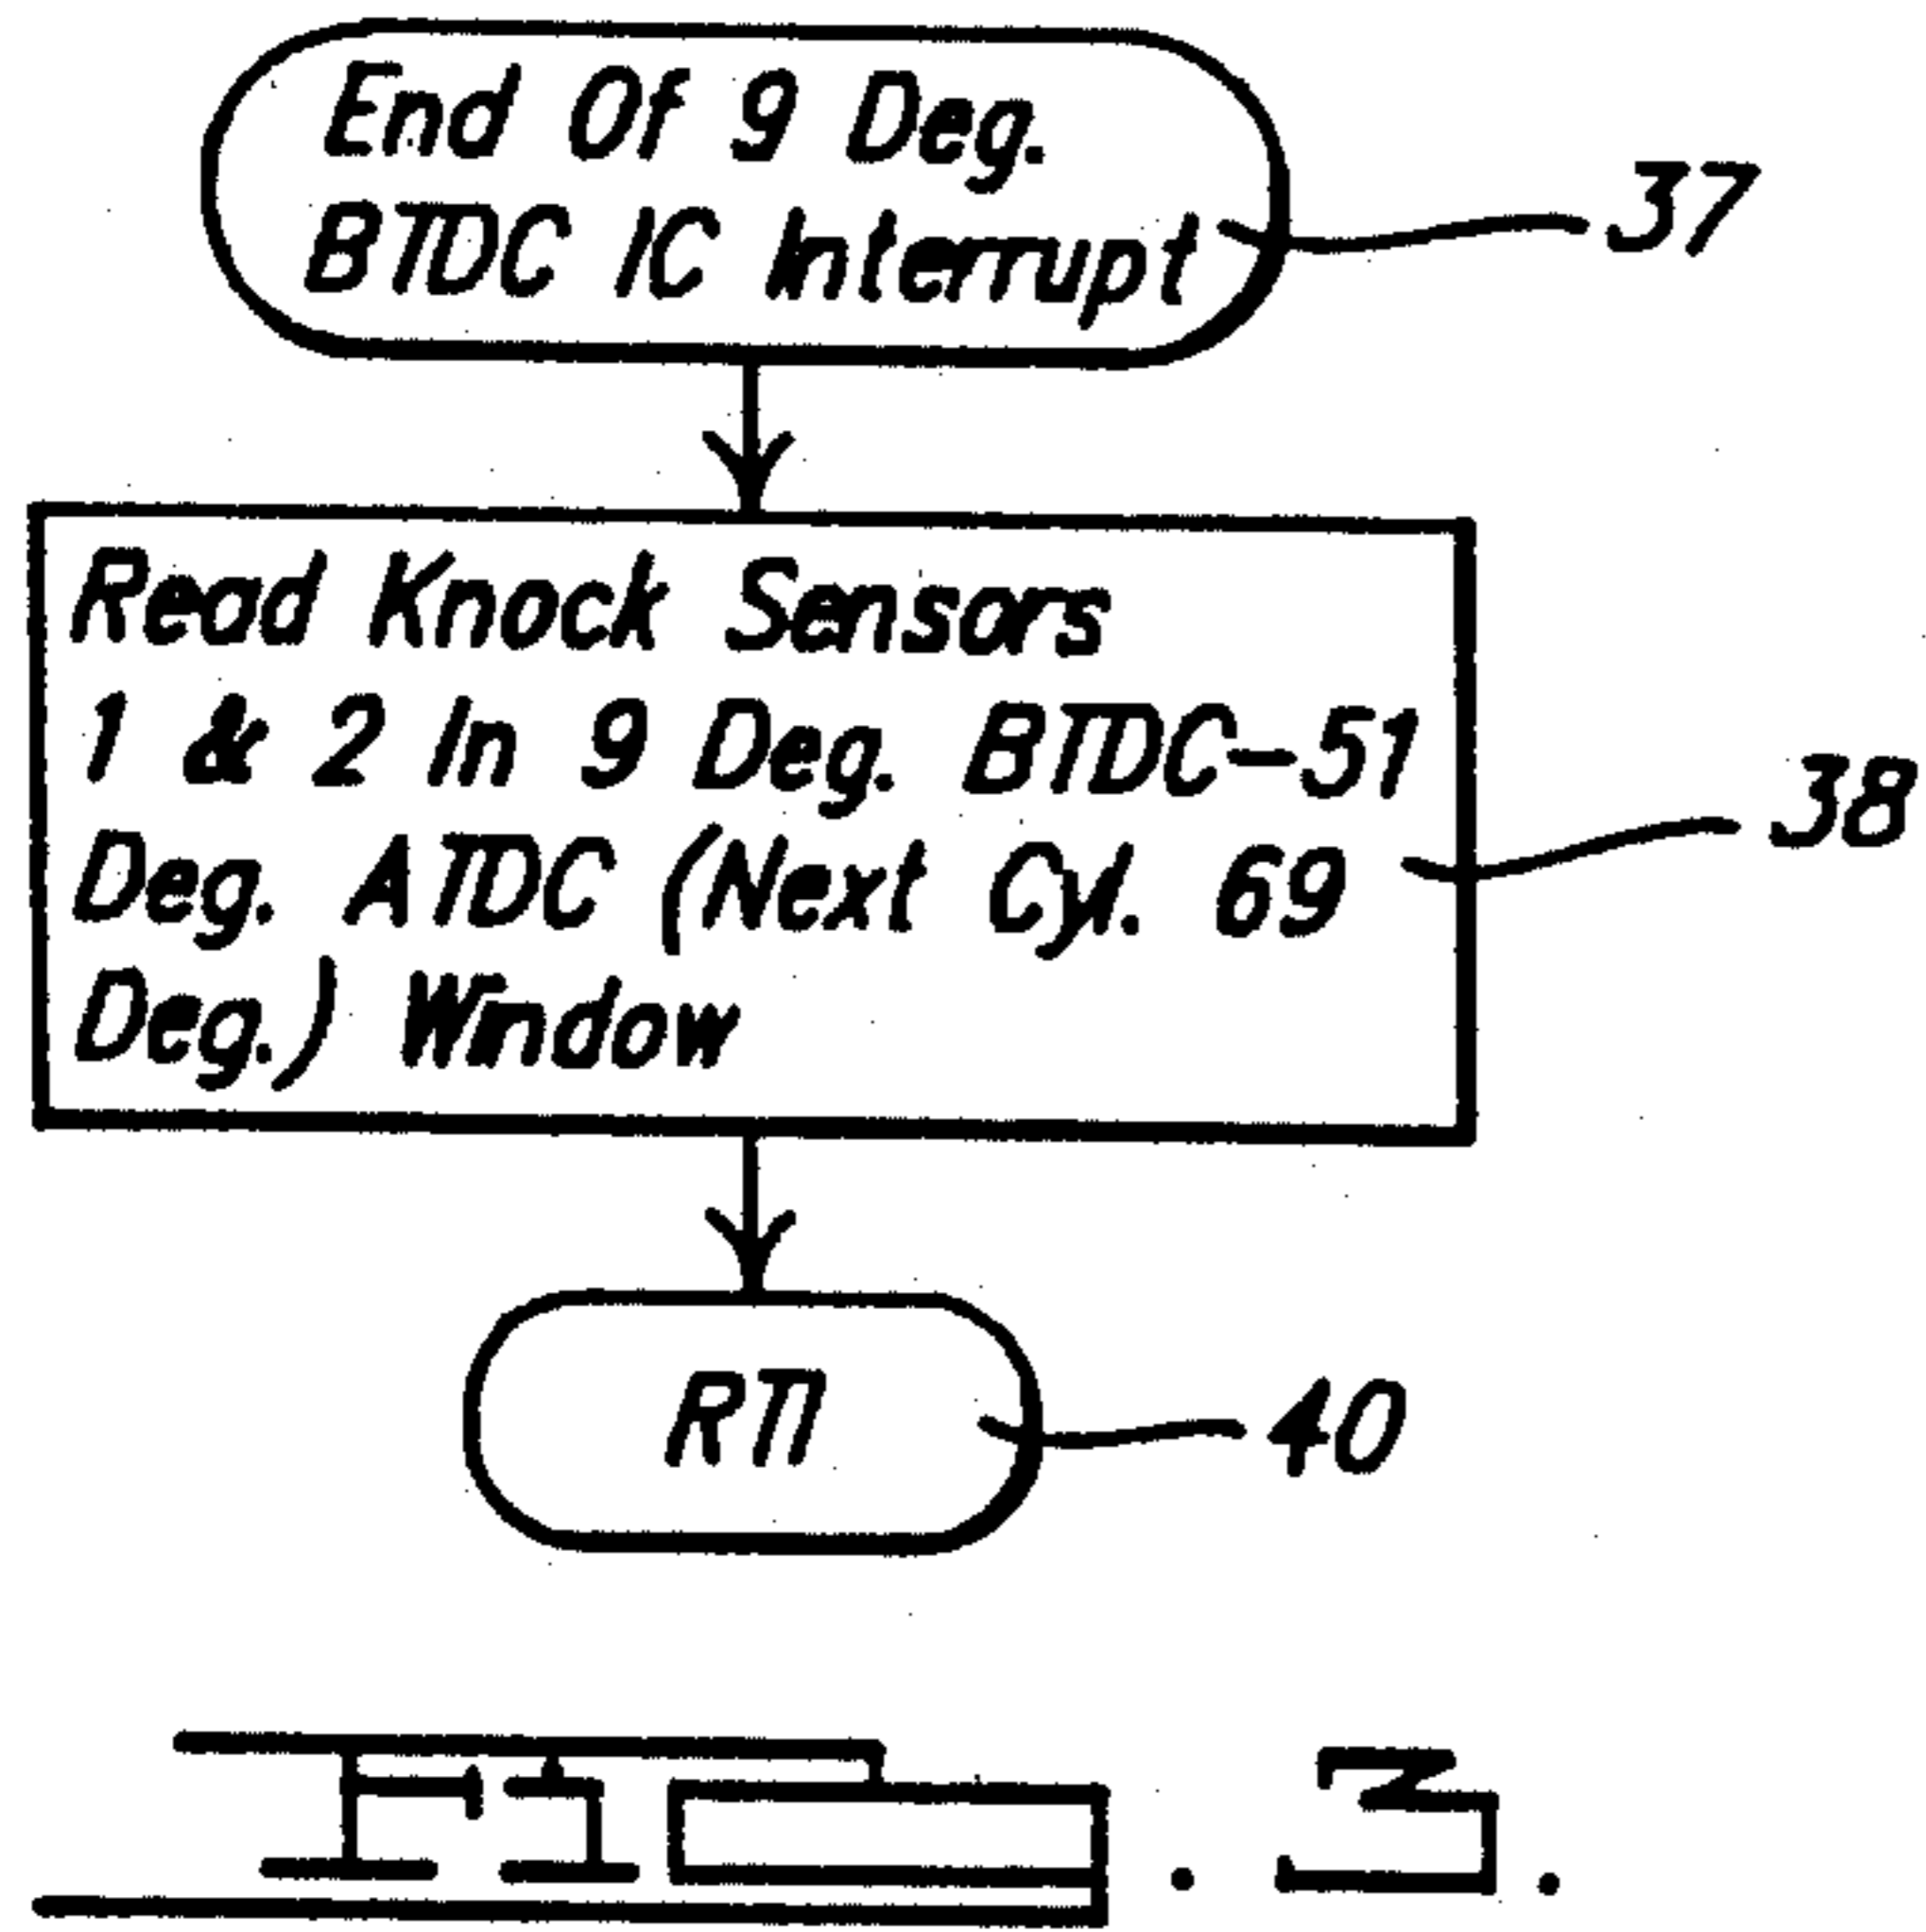 End Of 9 Deg.
BTDC IC Interrupt
37
Read Knock Sensors
1 & 2 In 9 Deg. BTDC-51
Deg. ATDC (Next Cyl. 69
Deg.) Window
38
RTI
40
Fig. 3.